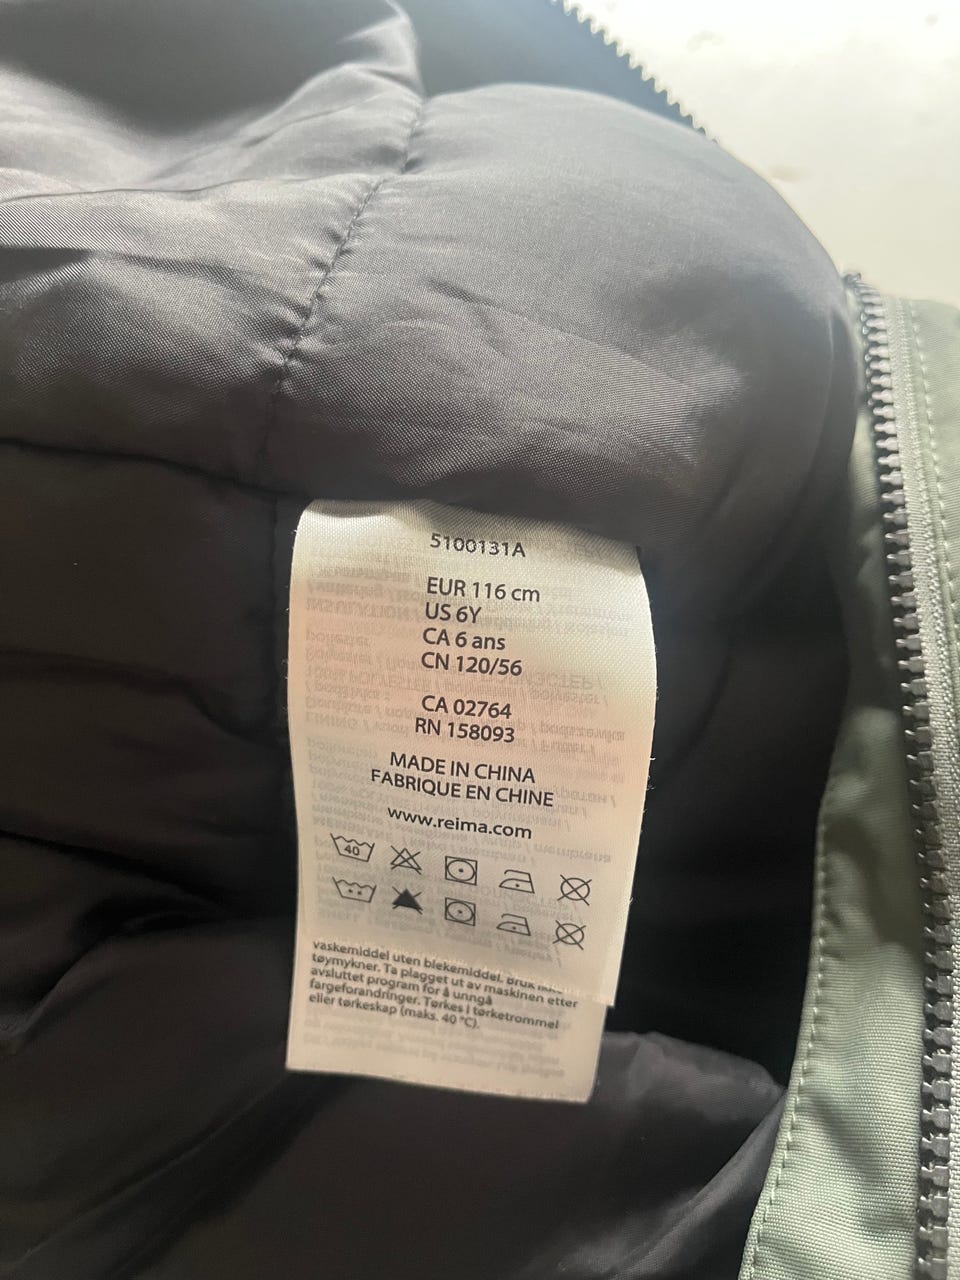 5100131A
EUR 116 cm
US 6Y
CA 6 ans
CN 120/56
CA 02764
RN 158093
MADE IN CHINA
FABRIQUE EN CHINE
www.reima.com
40
vaskemiddel uten blekemiddel. Bruk
tøymykner. Ta plagget ut av maskinen etter
avsluttet program for å unngå
fargeforandringer. Tørkes i tørketrommel
eller tørkeskap (maks. 40 °C).